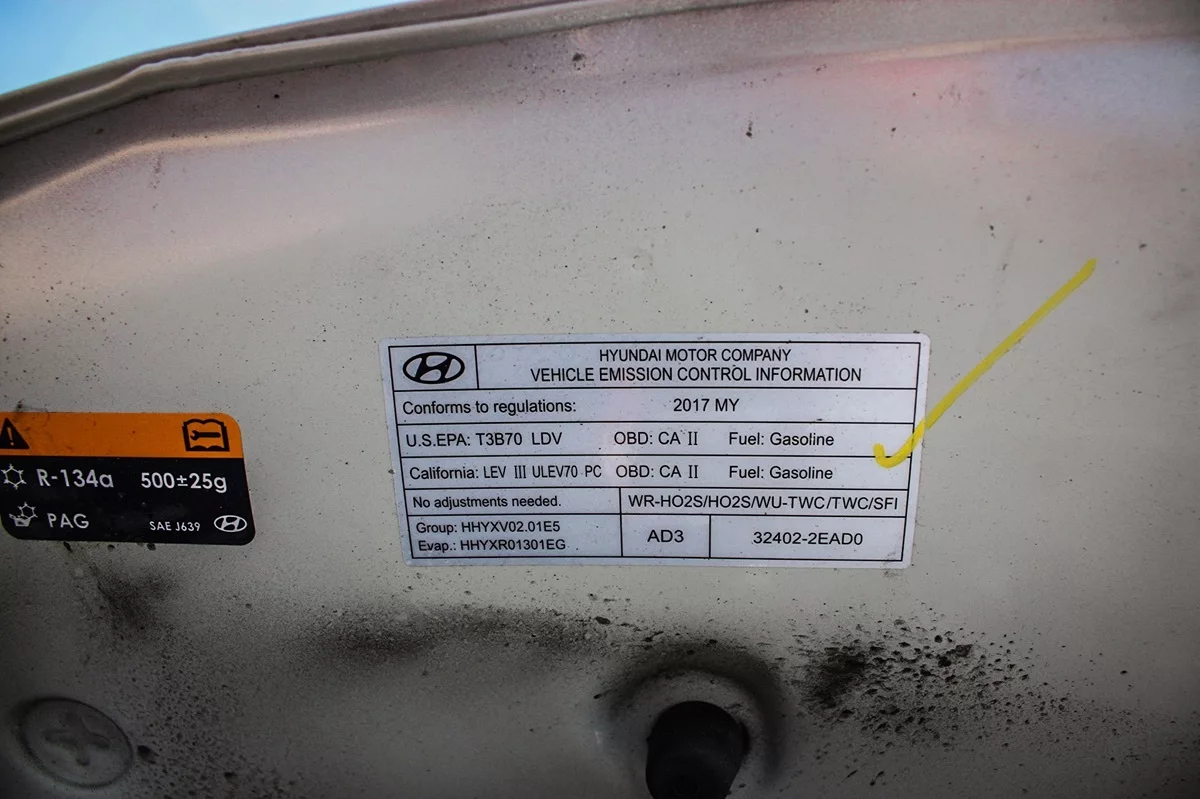 R-134a 500±25g
PAG SAE J639
HYUNDAI MOTOR COMPANY
VEHICLE EMISSION CONTROL INFORMATION
Conforms to regulations: 2017 MY
U.S.EPA: T3B70 LDV OBD: CA II Fuel: Gasoline
California: LEV III ULEV70 PC OBD: CA II Fuel: Gasoline
No adjustments needed. WR-HO2S/HO2S/WU-TWC/TWC/SFI
Group: HHYXV02.01E5
Evap.: HHYXR01301EG
AD3 32402-2EAD0